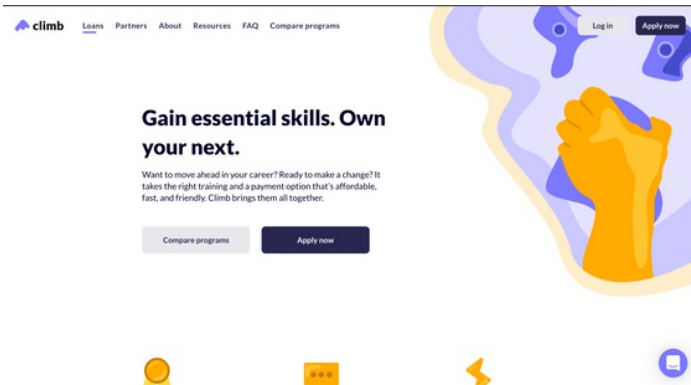 climb
Loans Partners About Resources FAQ Compare programs
Log in
Apply now
Gain essential skills. Own
your next.
Want to move ahead in your career? Ready to make a change? It
takes the right training and a payment option that's affordable,
fast, and friendly. Climb brings them all together.
Compare programs
Apply now